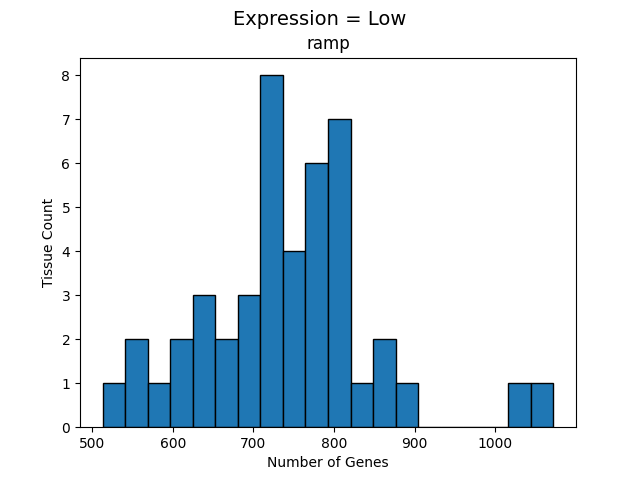 Expression = Low
ramp
8
7
6
5
4
3
2
1
0
Tissue Count
500 600 700 800 900 1000
Number of Genes